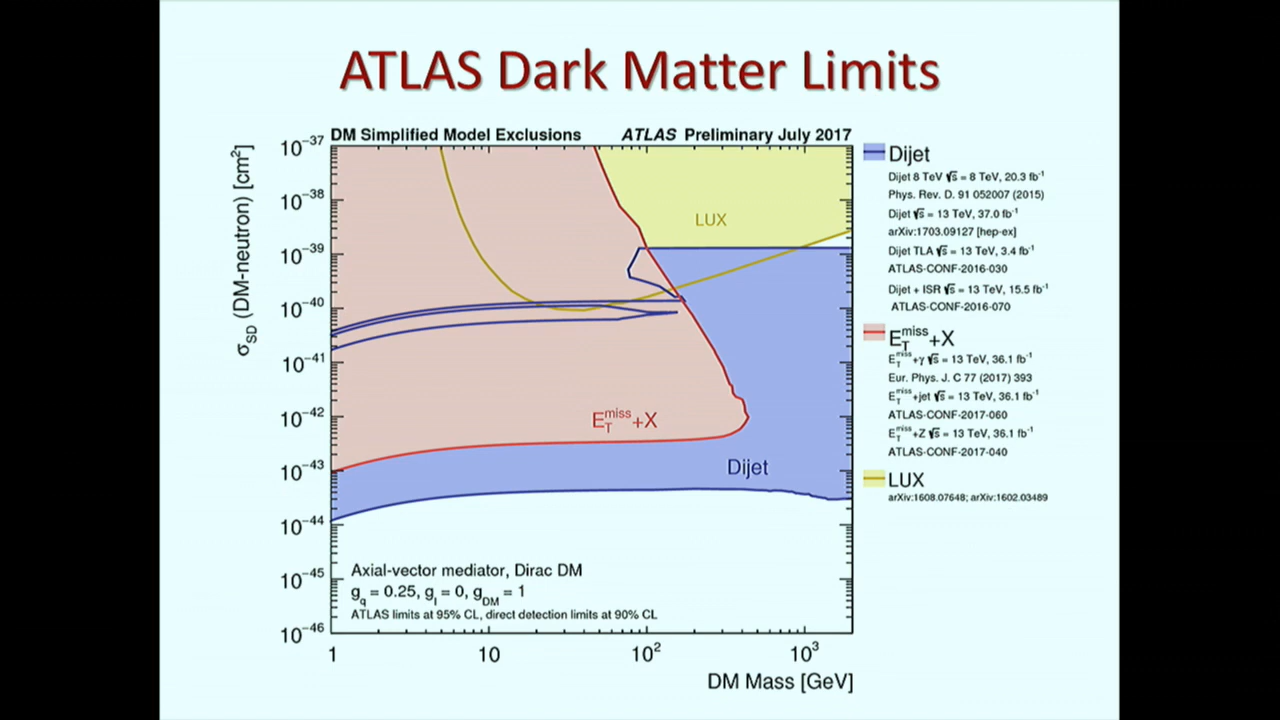 ATLAS Dark Matter Limits
DM Simplified Model Exclusions ATLAS Preliminary July 2017
σSD (DM-neutron) [cm²]
10⁻³⁷
10⁻³⁸
10⁻³⁹
10⁻⁴⁰
10⁻⁴¹
10⁻⁴²
10⁻⁴³
10⁻⁴⁴
10⁻⁴⁵
10⁻⁴⁶
LUX
E_T^miss+X
Dijet
Axial-vector mediator, Dirac DM
g_q = 0.25, g_l = 0, g_DM = 1
ATLAS limits at 95% CL, direct detection limits at 90% CL
1 10 10² 10³
DM Mass [GeV]
Dijet
Dijet 8 TeV √s = 8 TeV, 20.3 fb⁻¹
Phys. Rev. D. 91 052007 (2015)
Dijet √s = 13 TeV, 37.0 fb⁻¹
arXiv:1703.09127 [hep-ex]
Dijet TLA √s = 13 TeV, 3.4 fb⁻¹
ATLAS-CONF-2016-030
Dijet + ISR √s = 13 TeV, 15.5 fb⁻¹
ATLAS-CONF-2016-070
E_T^miss+X
E_T^miss+γ √s = 13 TeV, 36.1 fb⁻¹
Eur. Phys. J. C 77 (2017) 393
E_T^miss+jet √s = 13 TeV, 36.1 fb⁻¹
ATLAS-CONF-2017-060
E_T^miss+Z √s = 13 TeV, 36.1 fb⁻¹
ATLAS-CONF-2017-040
LUX
arXiv:1608.07648; arXiv:1602.03489